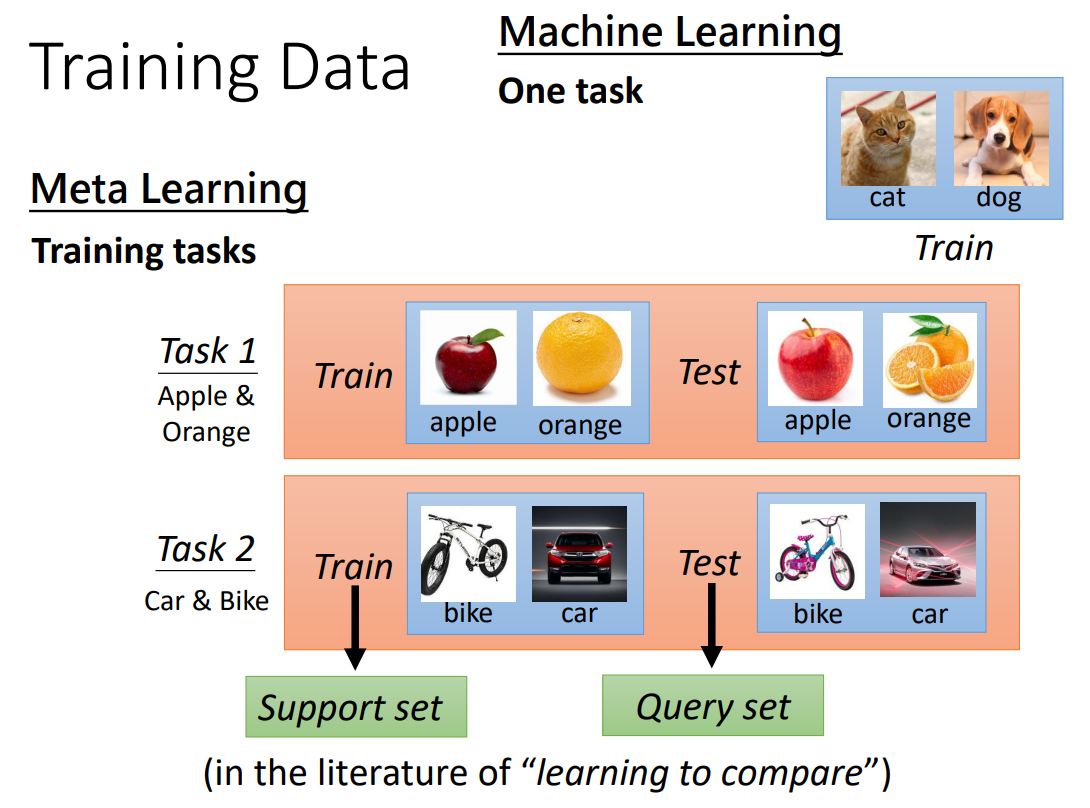 Training Data
Machine Learning
One task
cat
dog
Train
Meta Learning
Training tasks
Task 1
Apple &
Orange
Train
apple
orange
Test
apple
orange
Task 2
Car & Bike
Train
bike
car
Test
bike
car
Support set
Query set
(in the literature of “learning to compare”)